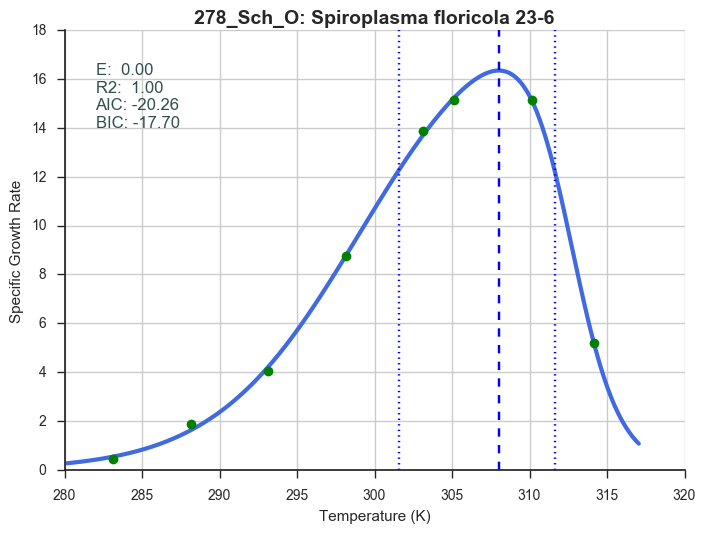 278_Sch_O: Spiroplasma floricola 23-6
E:  0.00
R2:  1.00
AIC: -20.26
BIC: -17.70
Specific Growth Rate
18
16
14
12
10
8
6
4
2
0
280 285 290 295 300 305 310 315 320
Temperature (K)